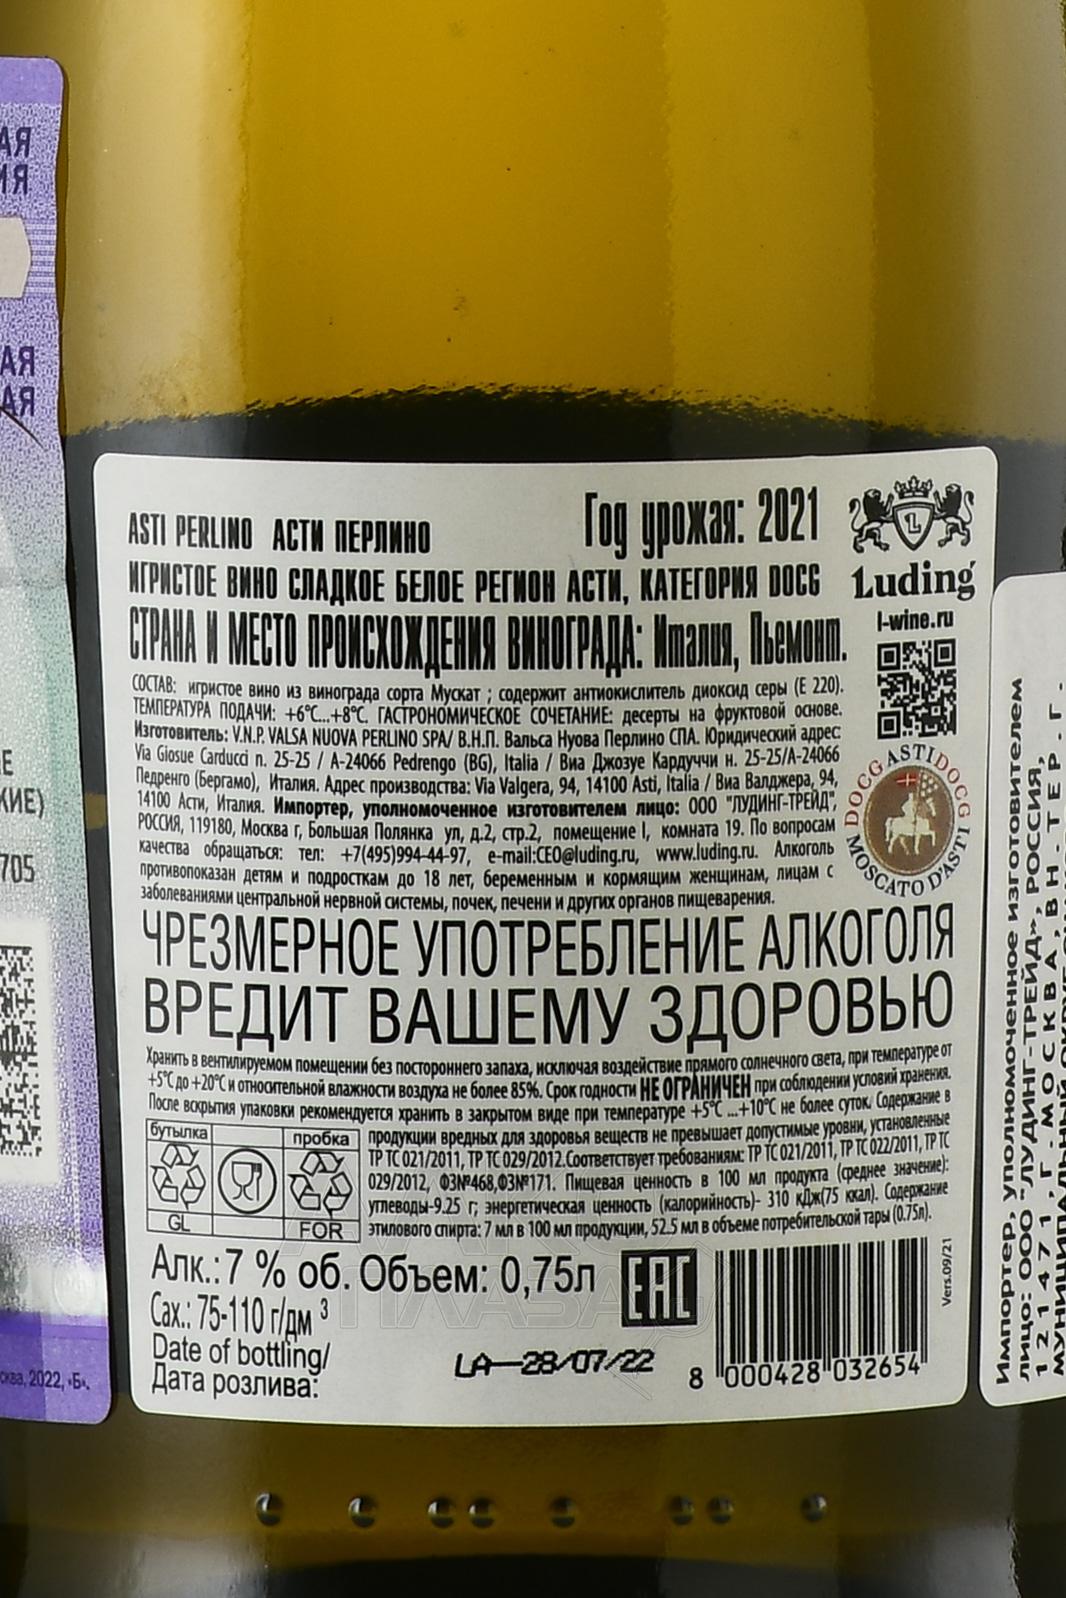 ASTI PERLINO АСТИ ПЕРЛИНО
Год урожая: 2021
ИГРИСТОЕ ВИНО СЛАДКОЕ БЕЛОЕ РЕГИОН АСТИ, КАТЕГОРИЯ DOCG
СТРАНА И МЕСТО ПРОИСХОЖДЕНИЯ ВИНОГРАДА: Италия, Пьемонт.
Luding
l-wine.ru
СОСТАВ: игристое вино из винограда сорта Мускат ; содержит антиокислитель диоксид серы (Е 220).
ТЕМПЕРАТУРА ПОДАЧИ: +6°С...+8°С. ГАСТРОНОМИЧЕСКОЕ СОЧЕТАНИЕ: десерты на фруктовой основе.
Изготовитель: V.N.P. VALSA NUOVA PERLINO SPA/ В.Н.П. Вальса Нуова Перлино СПА. Юридический адрес:
Via Giosue Carducci n. 25-25 / A-24066 Pedrengo (BG), Italia / Виа Джозуе Кардуччи н. 25-25/А-24066
Педренго (Бергамо), Италия. Адрес производства: Via Valgera, 94, 14100 Asti, Italia / Виа Валджера, 94,
14100 Асти, Италия. Импортер, уполномоченное изготовителем лицо: ООО "ЛУДИНГ-ТРЕЙД",
РОССИЯ, 119180, Москва г, Большая Полянка ул, д.2, стр.2, помещение I, комната 19. По вопросам
качества обращаться: тел: +7(495)994-44-97, e-mail:CEO@luding.ru, www.luding.ru. Алкоголь
противопоказан детям и подросткам до 18 лет, беременным и кормящим женщинам, лицам с
заболеваниями центральной нервной системы, почек, печени и других органов пищеварения.
DOCG ASTI DOCG
MOSCATO D'ASTI
ЧРЕЗМЕРНОЕ УПОТРЕБЛЕНИЕ АЛКОГОЛЯ
ВРЕДИТ ВАШЕМУ ЗДОРОВЬЮ
Хранить в вентилируемом помещении без постороннего запаха, исключая воздействие прямого солнечного света, при температуре от
+5°С до +20°С и относительной влажности воздуха не более 85%. Срок годности НЕ ОГРАНИЧЕН при соблюдении условий хранения.
После вскрытия упаковки рекомендуется хранить в закрытом виде при температуре +5°С ...+10°С не более суток. Содержание в
продукции вредных для здоровья веществ не превышает допустимые уровни, установленные
ТР ТС 021/2011, ТР ТС 029/2012.Соответствует требованиям: ТР ТС 021/2011, ТР ТС 022/2011, ТР ТС
029/2012, ФЗ№468,ФЗ№171. Пищевая ценность в 100 мл продукта (среднее значение):
углеводы-9.25 г; энергетическая ценность (калорийность)- 310 кДж(75 ккал). Содержание
этилового спирта: 7 мл в 100 мл продукции, 52.5 мл в объеме потребительской тары (0.75л).
бутылка пробка
GL FOR
Алк.: 7 % об. Объем: 0,75л
Сах.: 75-110 г/дм³
Date of bottling/
Дата розлива:
LA—28/07/22
EAC
8 000428 032654
Vers.09/21
Импортер, уполномоченное изготовителем
лицо: ООО "ЛУДИНГ-ТРЕЙД», РОССИЯ,
121471, Г. МОСКВА, ВН.ТЕР.Г.
КИЕ)
705
2022, «Б».